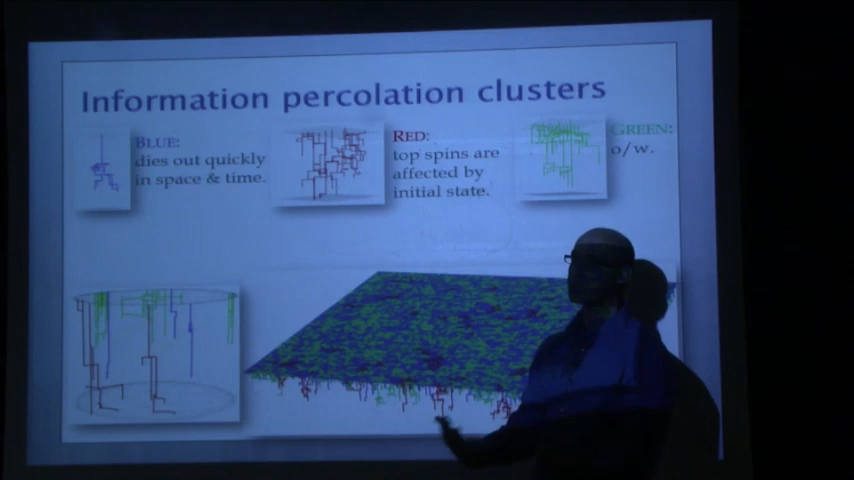 Information percolation clusters
BLUE:
dies out quickly
in space & time.
RED:
top spins are
affected by
initial state.
GREEN:
o/w.